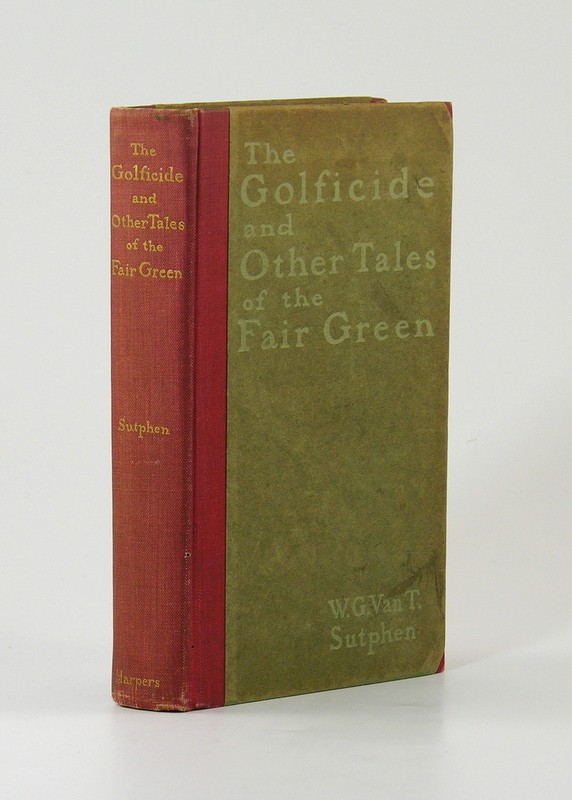 The
Golficide
and
Other Tales
of the
Fair Green
Sutphen
Harpers
The
Golficide
and
Other Tales
of the
Fair Green
W.G.Van T.
Sutphen